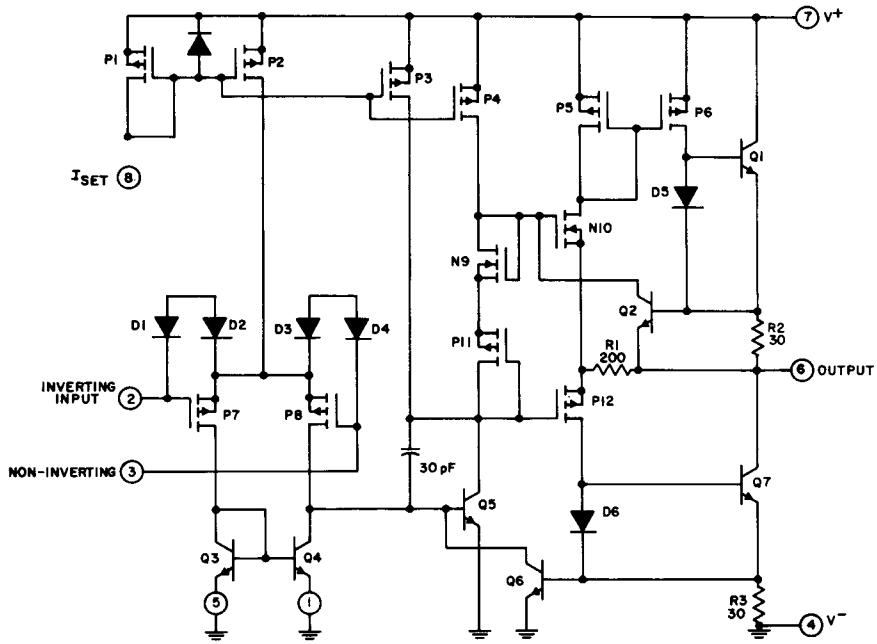 7 V+
P1
P2
P3
P4
P5
P6
Q1
ISET 8
D5
N10
N9
Q2
R2
30
D1
D2
D3
D4
P11
R1
200
6 OUTPUT
INVERTING
INPUT 2
P7
P8
P12
NON-INVERTING 3
30 pF
Q5
Q7
D6
Q3
Q4
Q6
R3
30
5
1
4 V-